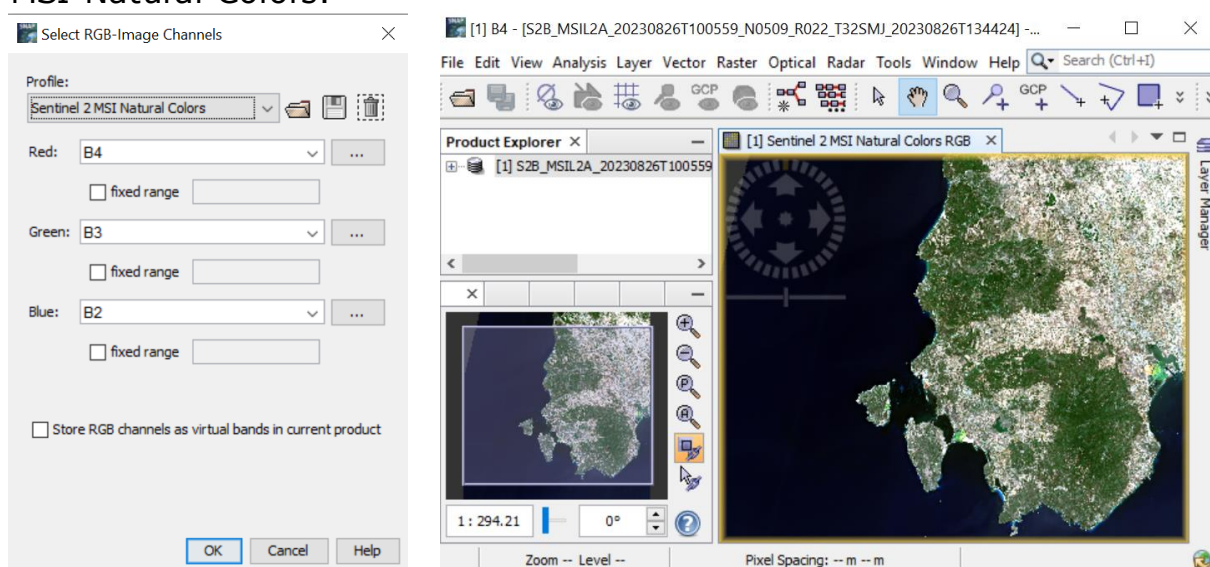 MSI Natural Colors.
Select RGB-Image Channels
Profile:
Sentinel 2 MSI Natural Colors
Red: B4 ...
fixed range
Green: B3 ...
fixed range
Blue: B2 ...
fixed range
Store RGB channels as virtual bands in current product
OK Cancel Help
[1] B4 - [S2B_MSIL2A_20230826T100559_N0509_R022_T32SMJ_20230826T134424] -...
File Edit View Analysis Layer Vector Raster Optical Radar Tools Window Help Search (Ctrl+I)
GCP GCP
Product Explorer
[1] S2B_MSIL2A_20230826T100559
[1] Sentinel 2 MSI Natural Colors RGB
Layer Manager
1 : 294.21 0°
Zoom -- Level --
Pixel Spacing: -- m -- m